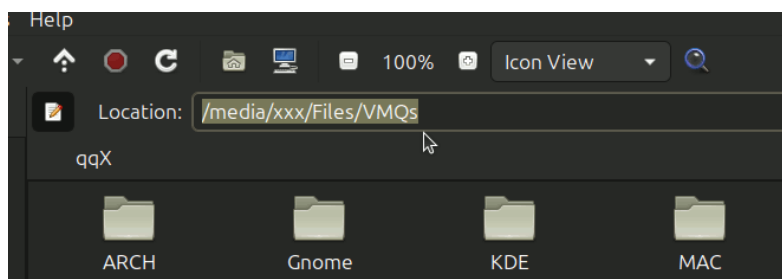 Help
100% Icon View
Location: /media/xxx/Files/VMQs
qqX
ARCH Gnome KDE MAC